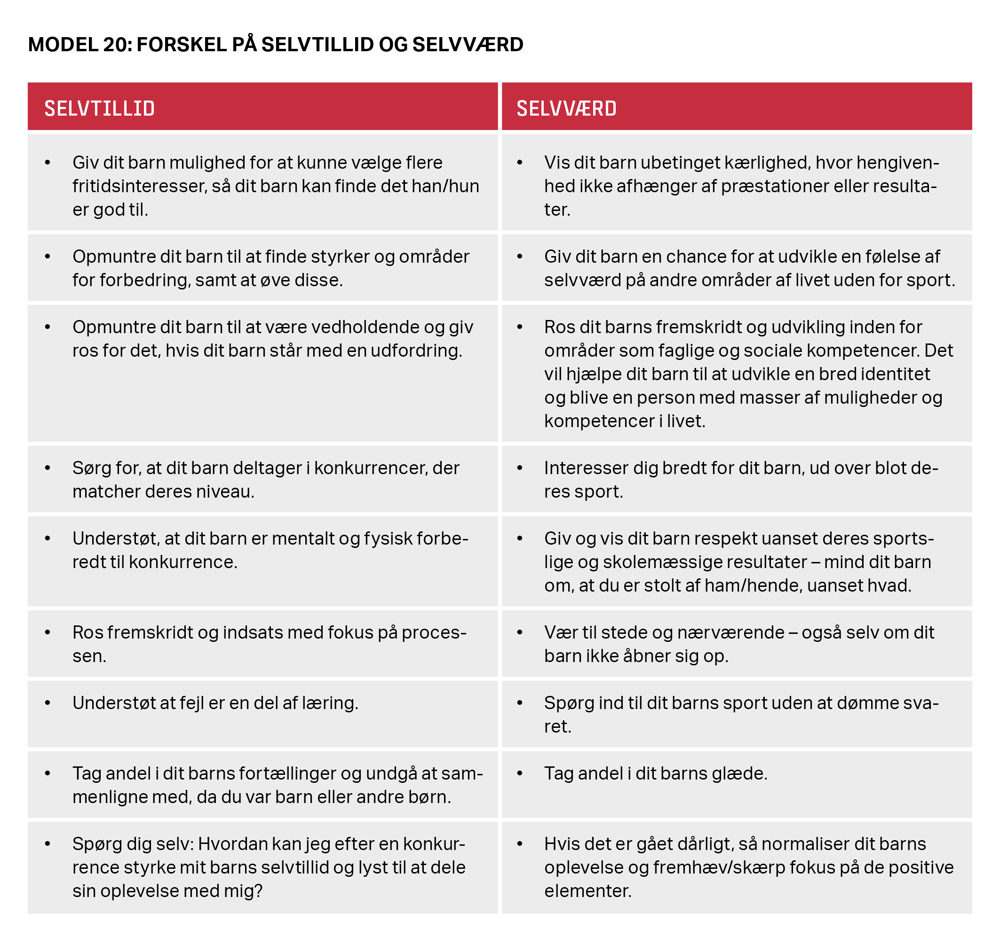 MODEL 20: FORSKEL PÅ SELVTILLID OG SELVVÆRD
SELVTILLID
SELVVÆRD
• Giv dit barn mulighed for at kunne vælge flere
fritidsinteresser, så dit barn kan finde det han/hun
er god til.
• Vis dit barn ubetinget kærlighed, hvor hengiven-
hed ikke afhænger af præstationer eller resulta-
ter.
• Opmuntre dit barn til at finde styrker og områder
for forbedring, samt at øve disse.
• Giv dit barn en chance for at udvikle en følelse af
selvværd på andre områder af livet uden for sport.
• Opmuntre dit barn til at være vedholdende og giv
ros for det, hvis dit barn står med en udfordring.
• Ros dit barns fremskridt og udvikling inden for
områder som faglige og sociale kompetencer. Det
vil hjælpe dit barn til at udvikle en bred identitet
og blive en person med masser af muligheder og
kompetencer i livet.
• Sørg for, at dit barn deltager i konkurrencer, der
matcher deres niveau.
• Interesser dig bredt for dit barn, ud over blot de-
res sport.
• Understøt, at dit barn er mentalt og fysisk forbe-
redt til konkurrence.
• Giv og vis dit barn respekt uanset deres sports-
lige og skolemæssige resultater – mind dit barn
om, at du er stolt af ham/hende, uanset hvad.
• Ros fremskridt og indsats med fokus på proces-
sen.
• Vær til stede og nærværende – også selv om dit
barn ikke åbner sig op.
• Understøt at fejl er en del af læring.
• Spørg ind til dit barns sport uden at dømme sva-
ret.
• Tag andel i dit barns fortællinger og undgå at sam-
menligne med, da du var barn eller andre børn.
• Tag andel i dit barns glæde.
• Spørg dig selv: Hvordan kan jeg efter en konkur-
rence styrke mit barns selvtillid og lyst til at dele
sin oplevelse med mig?
• Hvis det er gået dårligt, så normaliser dit barns
oplevelse og fremhæv/skærp fokus på de positive
elementer.